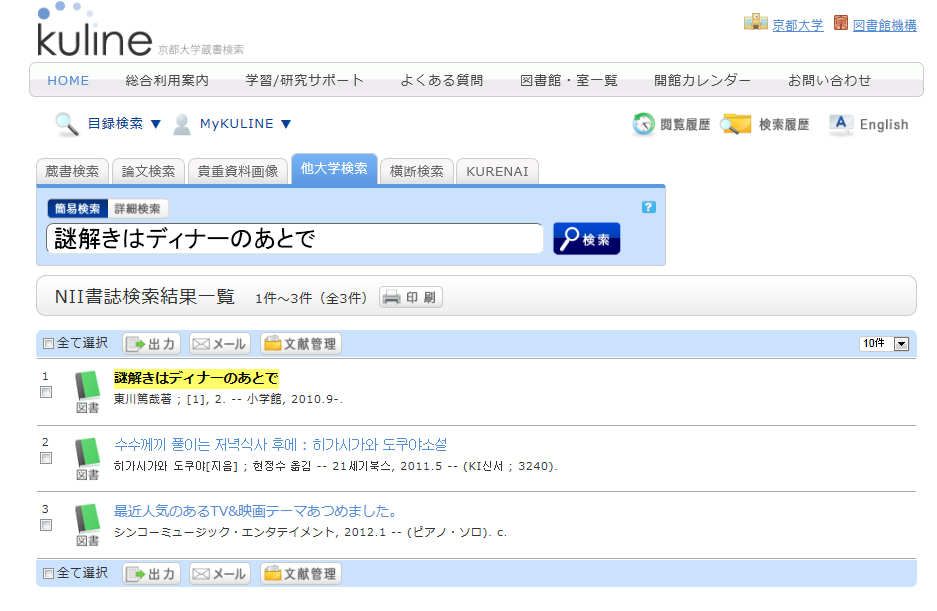 kuline 京都大学蔵書検索
京都大学 図書館機構
HOME 総合利用案内 学習/研究サポート よくある質問 図書館・室一覧 開館カレンダー お問い合わせ
目録検索 ▼ MyKULINE ▼ 閲覧履歴 検索履歴 A English
蔵書検索 論文検索 貴重資料画像 他大学検索 横断検索 KURENAI
簡易検索 詳細検索 ?
謎解きはディナーのあとで 検索
NII書誌検索結果一覧 1件～3件（全3件） 印刷
全て選択 出力 メール 文献管理 10件
1 謎解きはディナーのあとで
図書 東川篤哉著 ; [1], 2. -- 小学館, 2010.9-.
2 수수께끼 풀이는 저녁식사 후에 : 히가시가와 도쿠야소설
図書 히가시가와 도쿠야[지음] ; 현정수 옮김 -- 21세기북스, 2011.5 -- (KI신서 ; 3240).
3 最近人気のあるTV&映画テーマあつめました。
図書 シンコーミュージック・エンタテイメント, 2012.1 -- (ピアノ・ソロ). c.
全て選択 出力 メール 文献管理